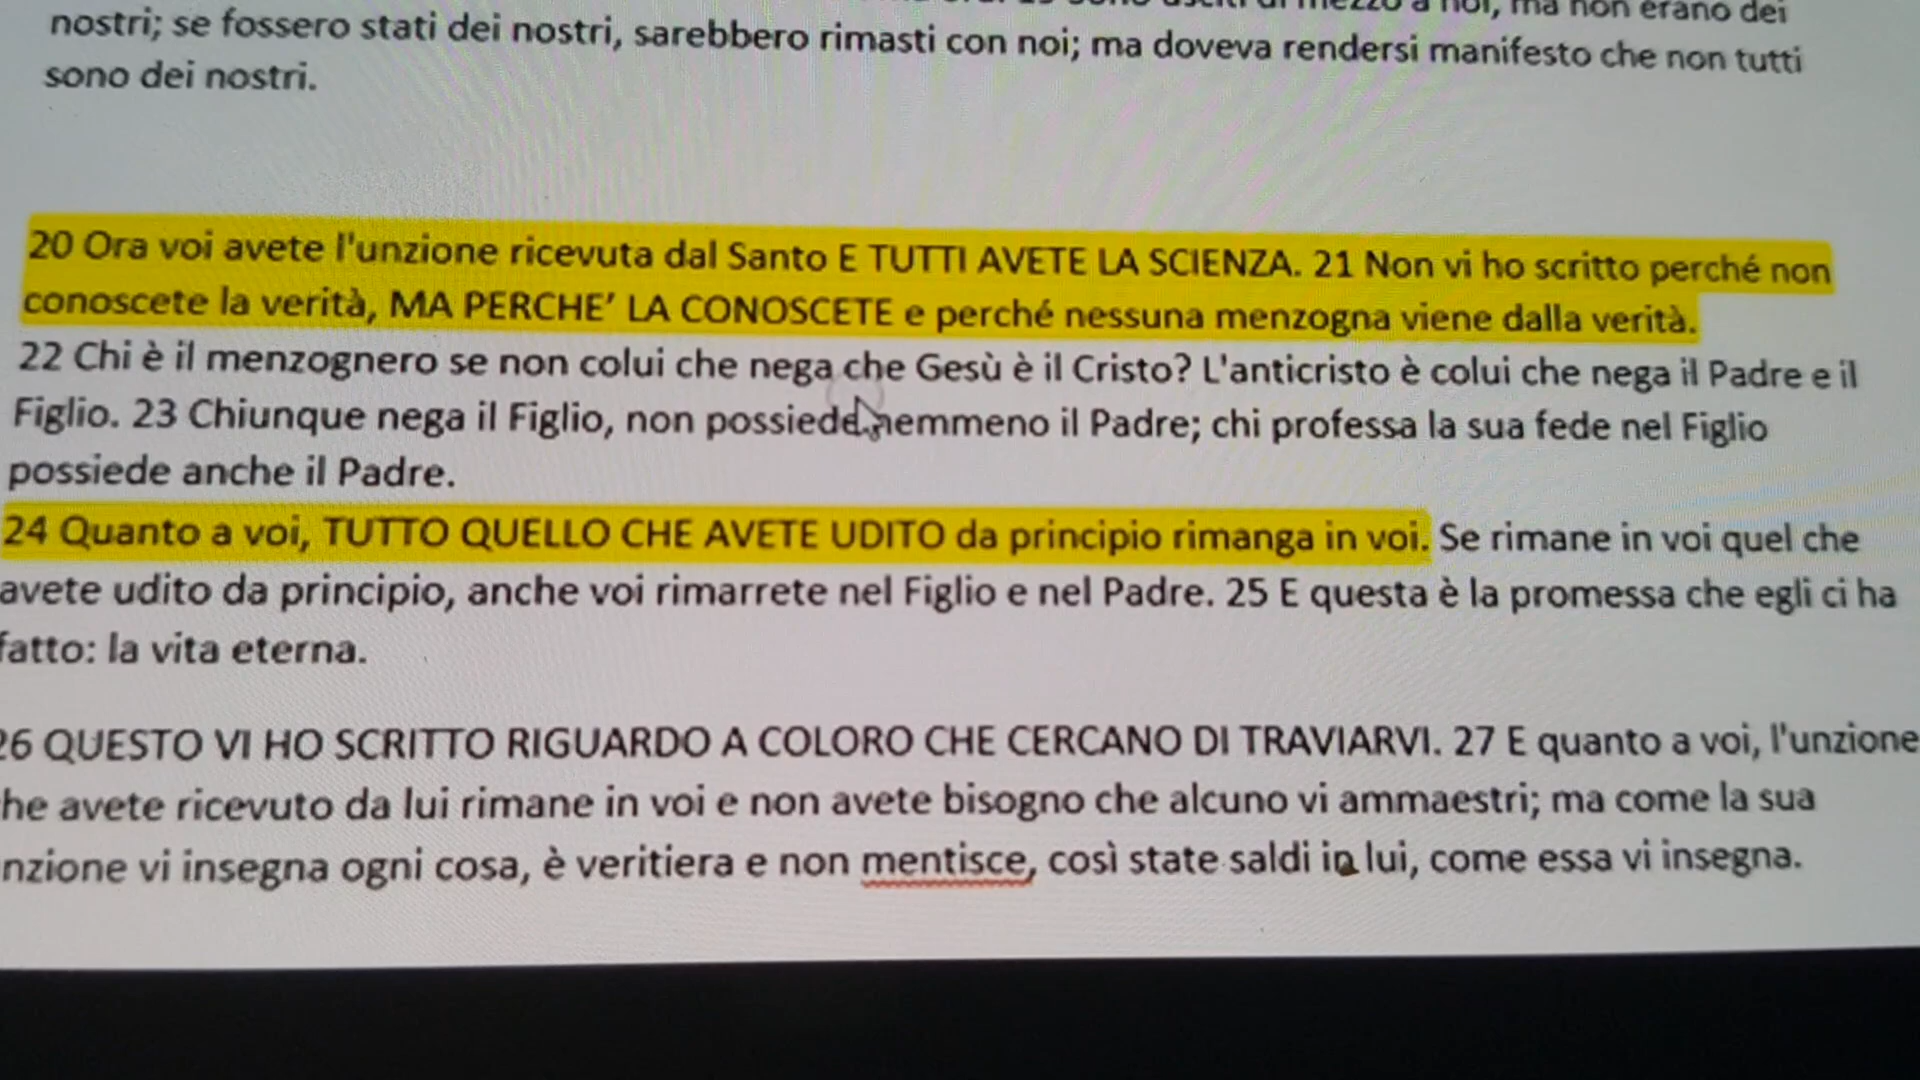 a noi, ma non erano dei
nostri; se fossero stati dei nostri, sarebbero rimasti con noi; ma doveva rendersi manifesto che non tutti
sono dei nostri.
20 Ora voi avete l'unzione ricevuta dal Santo E TUTTI AVETE LA SCIENZA. 21 Non vi ho scritto perché non
conoscete la verità, MA PERCHE' LA CONOSCETE e perché nessuna menzogna viene dalla verità.
22 Chi è il menzognero se non colui che nega che Gesù è il Cristo? L'anticristo è colui che nega il Padre e il
Figlio. 23 Chiunque nega il Figlio, non possiede nemmeno il Padre; chi professa la sua fede nel Figlio
possiede anche il Padre.
24 Quanto a voi, TUTTO QUELLO CHE AVETE UDITO da principio rimanga in voi. Se rimane in voi quel che
avete udito da principio, anche voi rimarrete nel Figlio e nel Padre. 25 E questa è la promessa che egli ci ha
fatto: la vita eterna.
26 QUESTO VI HO SCRITTO RIGUARDO A COLORO CHE CERCANO DI TRAVIARVI. 27 E quanto a voi, l'unzione
he avete ricevuto da lui rimane in voi e non avete bisogno che alcuno vi ammaestri; ma come la sua
nzione vi insegna ogni cosa, è veritiera e non mentisce, così state saldi in lui, come essa vi insegna.